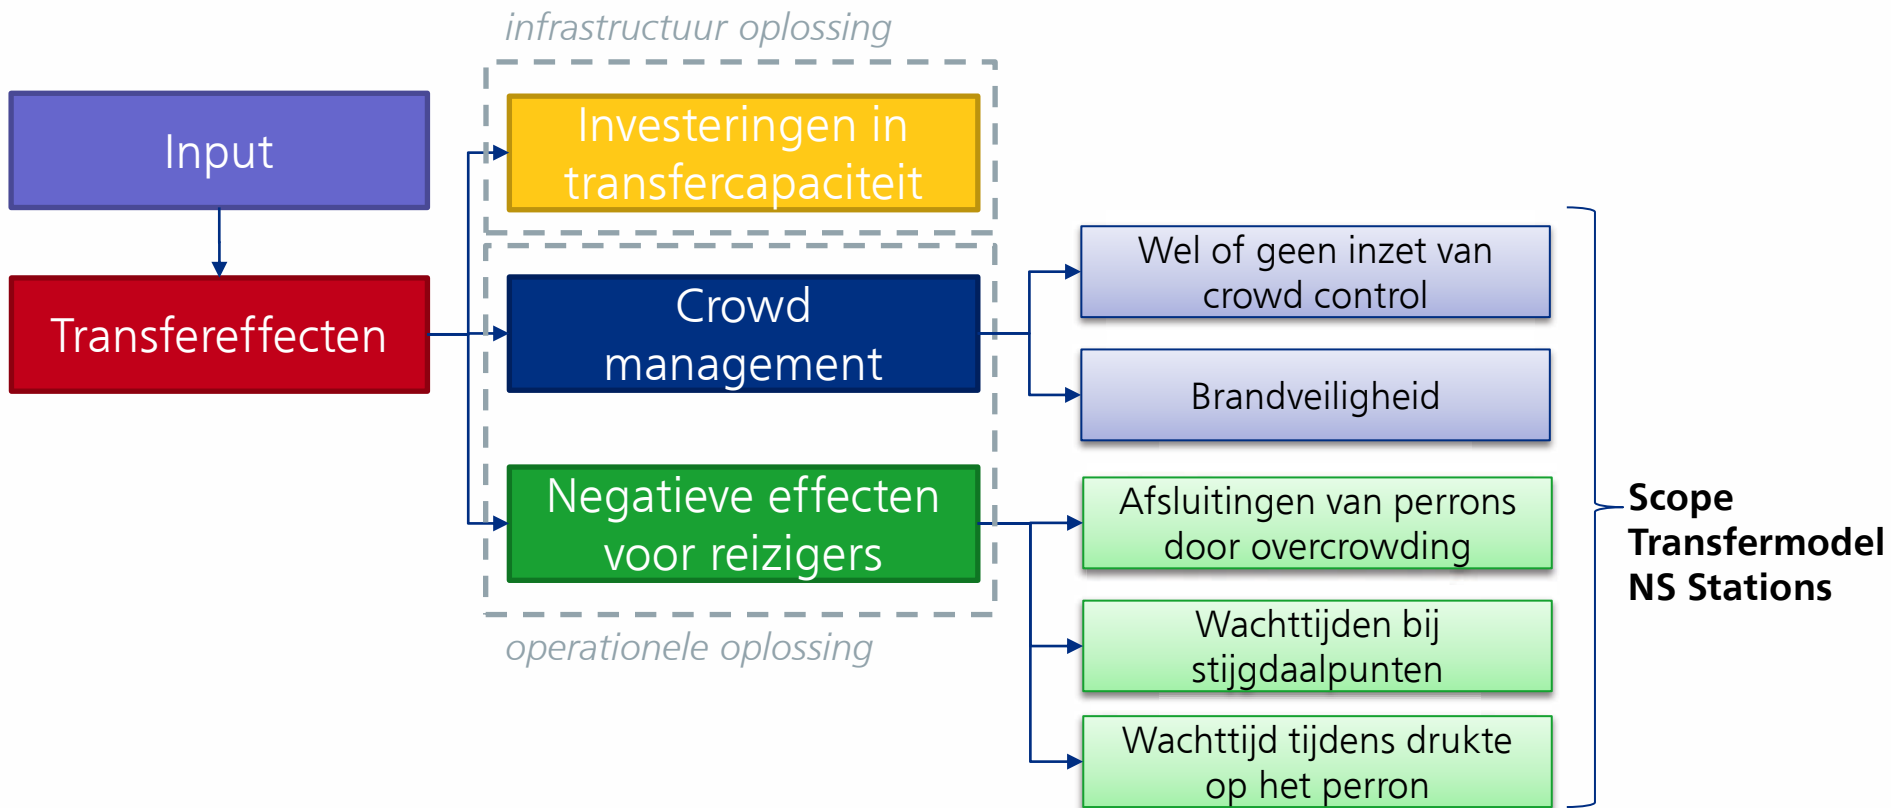 infrastructuur oplossing
Input
Transfereffecten
Investeringen in
transfercapaciteit
Crowd
management
Negatieve effecten
voor reizigers
operationele oplossing
Wel of geen inzet van
crowd control
Brandveiligheid
Afsluitingen van perrons
door overcrowding
Wachttijden bij
stijgdaalpunten
Wachttijd tijdens drukte
op het perron
Scope
Transfermodel
NS Stations